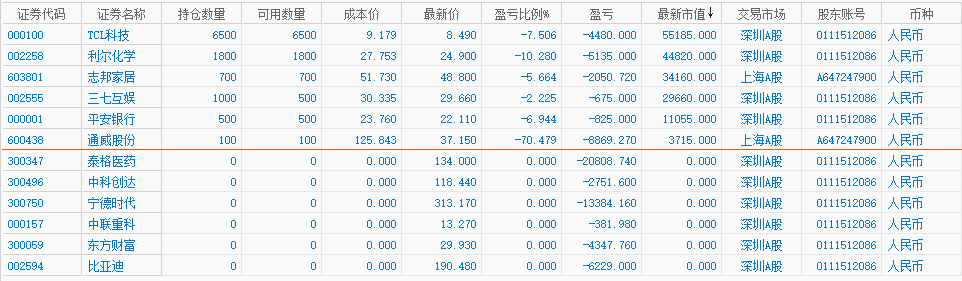 证券代码 证券名称 持仓数量 可用数量 成本价 最新价 盈亏比例% 盈亏 最新市值↓ 交易市场 股东账号 币种
000100 TCL科技 6500 6500 9.179 8.490 -7.506 -4480.000 55185.000 深圳A股 0111512086 人民币
002258 利尔化学 1800 1800 27.753 24.900 -10.280 -5135.000 44820.000 深圳A股 0111512086 人民币
603801 志邦家居 700 700 51.730 48.800 -5.664 -2050.720 34160.000 上海A股 A647247900 人民币
002555 三七互娱 1000 500 30.335 29.660 -2.225 -675.000 29660.000 深圳A股 0111512086 人民币
000001 平安银行 500 500 23.760 22.110 -6.944 -825.000 11055.000 深圳A股 0111512086 人民币
600438 通威股份 100 100 125.843 37.150 -70.479 -8869.270 3715.000 上海A股 A647247900 人民币
300347 泰格医药 0 0 0.000 134.000 0.000 -20808.740 0.000 深圳A股 0111512086 人民币
300496 中科创达 0 0 0.000 118.440 0.000 -2751.600 0.000 深圳A股 0111512086 人民币
300750 宁德时代 0 0 0.000 313.170 0.000 -13384.160 0.000 深圳A股 0111512086 人民币
000157 中联重科 0 0 0.000 13.270 0.000 -381.980 0.000 深圳A股 0111512086 人民币
300059 东方财富 0 0 0.000 29.930 0.000 -4347.760 0.000 深圳A股 0111512086 人民币
002594 比亚迪 0 0 0.000 190.480 0.000 -6229.000 0.000 深圳A股 0111512086 人民币